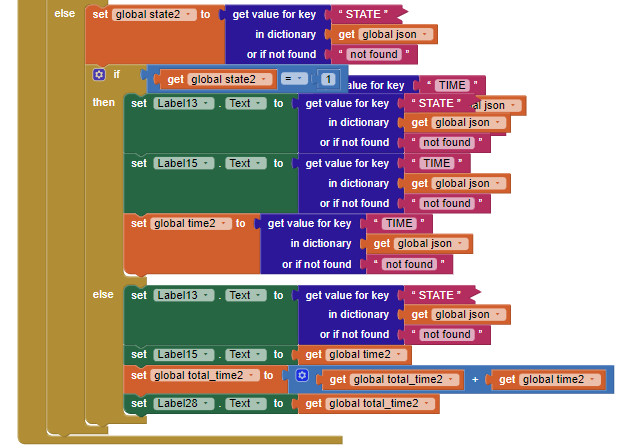 else set global state2 to get value for key " STATE "
in dictionary get global json
or if not found " not found "
if get global state2 = 1
alue for key " TIME "
then set Label13 . Text to get value for key " STATE " al json
in dictionary get global json
or if not found " not found "
set Label15 . Text to get value for key " TIME "
in dictionary get global json
or if not found " not found "
set global time2 to get value for key " TIME "
in dictionary get global json
or if not found " not found "
else set Label13 . Text to get value for key " STATE "
in dictionary get global json
or if not found " not found "
set Label15 . Text to get global time2
set global total_time2 to get global total_time2 + get global time2
set Label28 . Text to get global total_time2